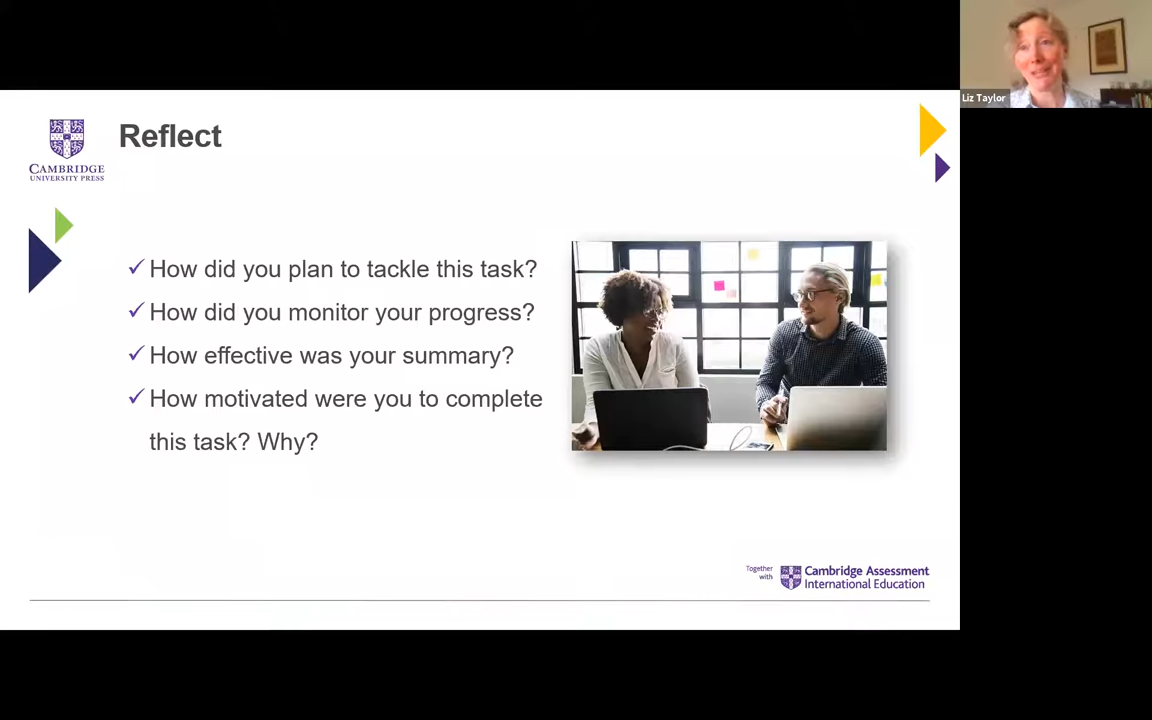 Liz Taylor
CAMBRIDGE
UNIVERSITY PRESS
Reflect
✓ How did you plan to tackle this task?
✓ How did you monitor your progress?
✓ How effective was your summary?
✓ How motivated were you to complete
this task? Why?
Together
with
Cambridge Assessment
International Education